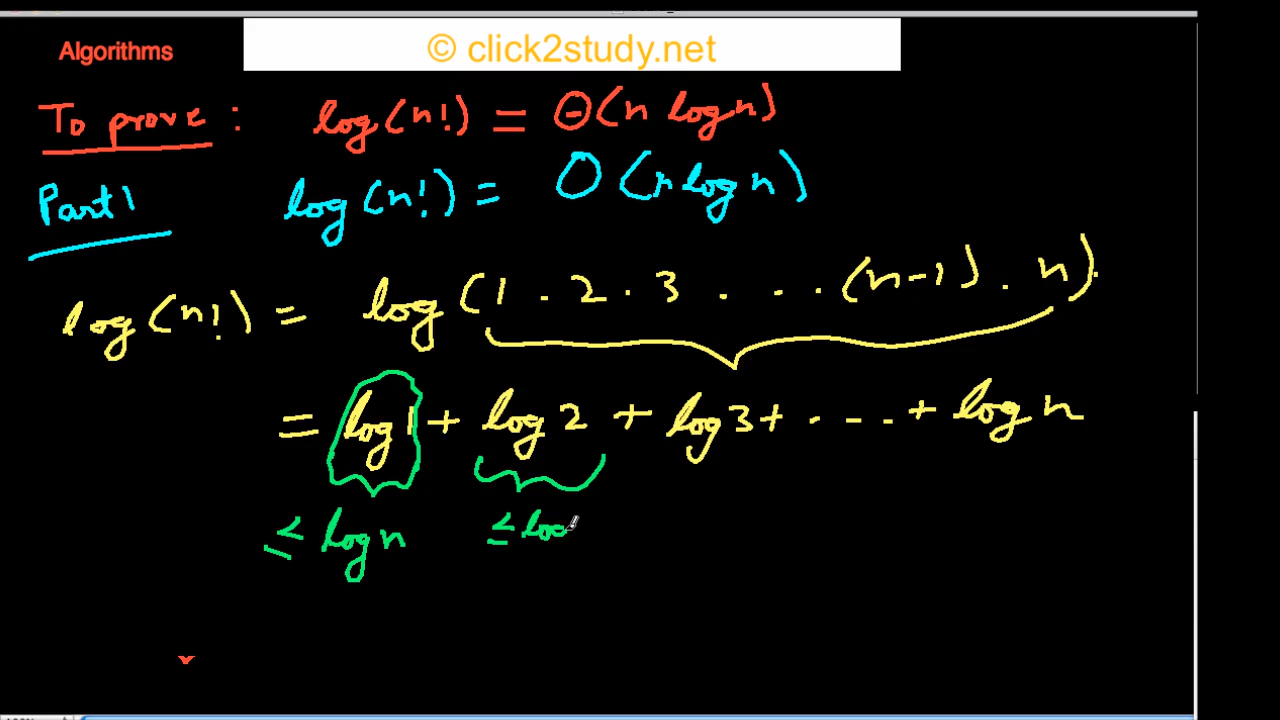 Algorithms
© click2study.net
To prove : log(n!) = Θ(n log n)
Part 1 log(n!) = O(n log n)
log(n!) = log(1 . 2 . 3 . . . . (n-1) . n).
= log 1 + log 2 + log 3 + . . . . + log n
≤ log n ≤ log